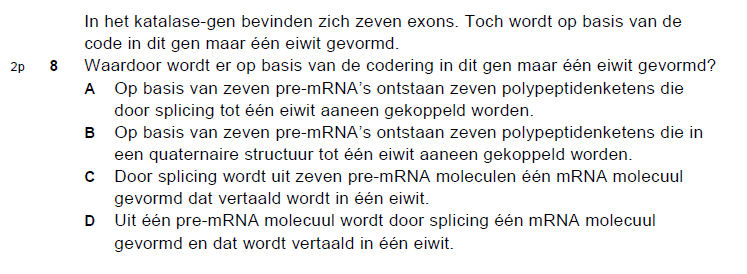 In het katalase-gen bevinden zich zeven exons. Toch wordt op basis van de
code in dit gen maar één eiwit gevormd.
2p 8 Waardoor wordt er op basis van de codering in dit gen maar één eiwit gevormd?
A Op basis van zeven pre-mRNA's ontstaan zeven polypeptidenketens die
door splicing tot één eiwit aaneen gekoppeld worden.
B Op basis van zeven pre-mRNA's ontstaan zeven polypeptidenketens die in
een quaternaire structuur tot één eiwit aaneen gekoppeld worden.
C Door splicing wordt uit zeven pre-mRNA moleculen één mRNA molecuul
gevormd dat vertaald wordt in één eiwit.
D Uit één pre-mRNA molecuul wordt door splicing één mRNA molecuul
gevormd en dat wordt vertaald in één eiwit.